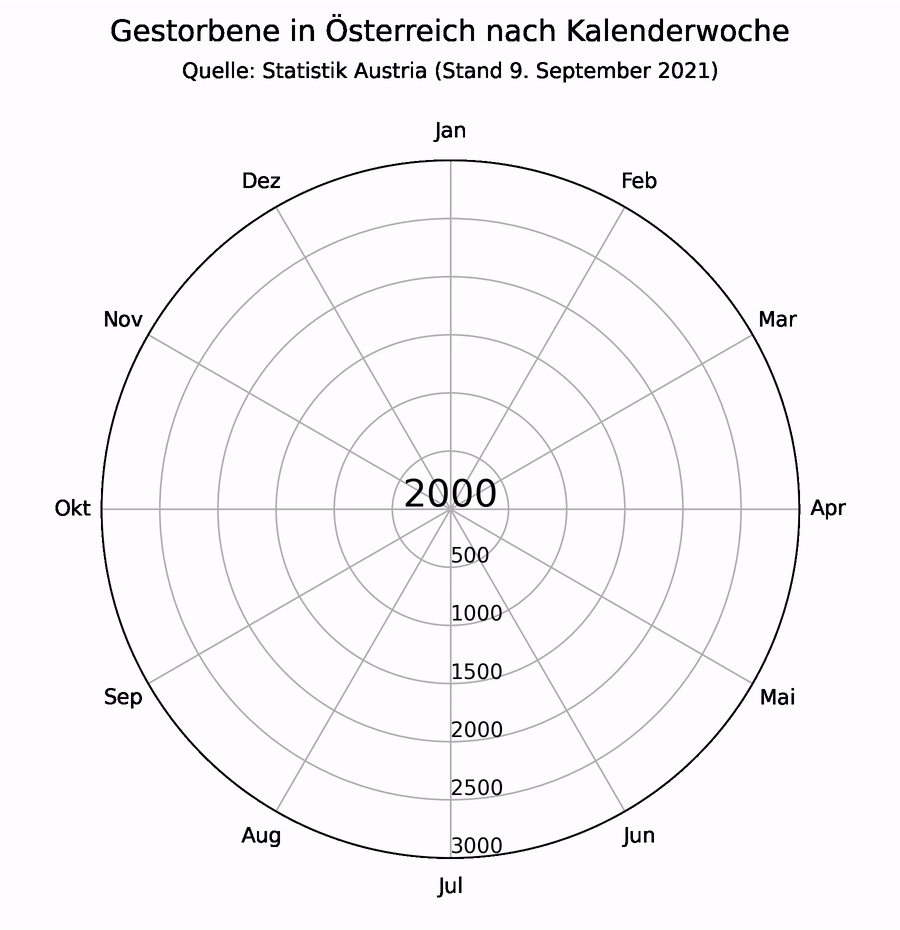 Gestorbene in Österreich nach Kalenderwoche
Quelle: Statistik Austria (Stand 9. September 2021)
Jan
Dez
Feb
Nov
Mar
2000
Okt
Apr
500
1000
1500
Sep
Mai
2000
2500
Aug
Jun
3000
Jul